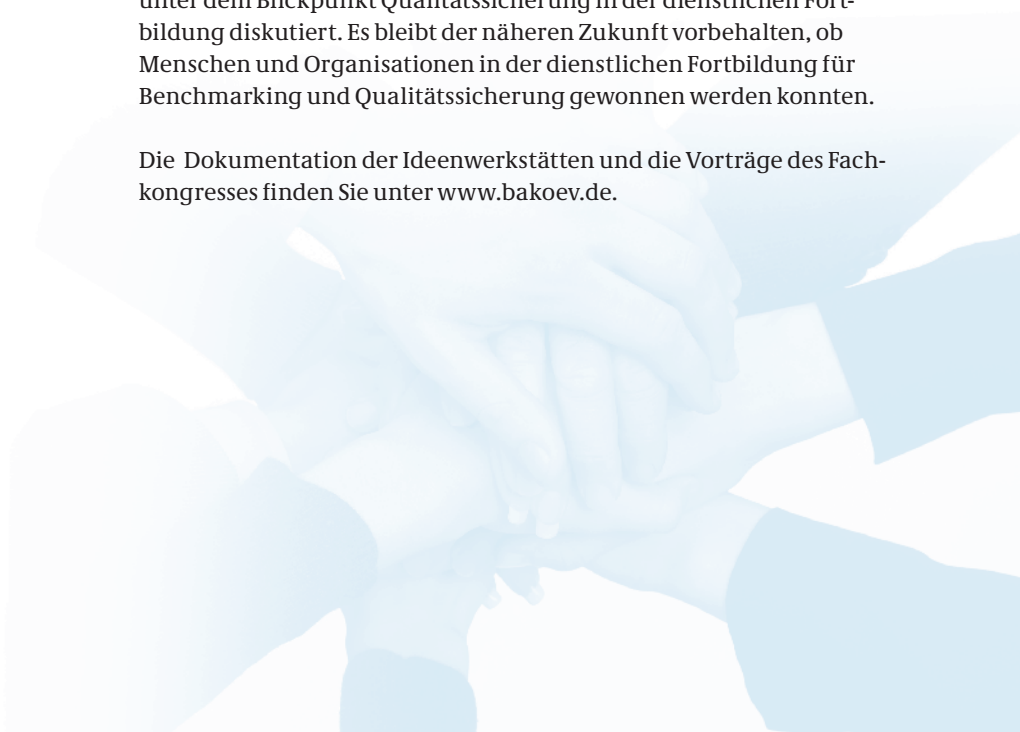 unter dem Blickpunkt Qualitätssicherung in der dienstlichen Fort-
bildung diskutiert. Es bleibt der näheren Zukunft vorbehalten, ob
Menschen und Organisationen in der dienstlichen Fortbildung für
Benchmarking und Qualitätssicherung gewonnen werden konnten.
Die Dokumentation der Ideenwerkstätten und die Vorträge des Fach-
kongresses finden Sie unter www.bakoev.de.